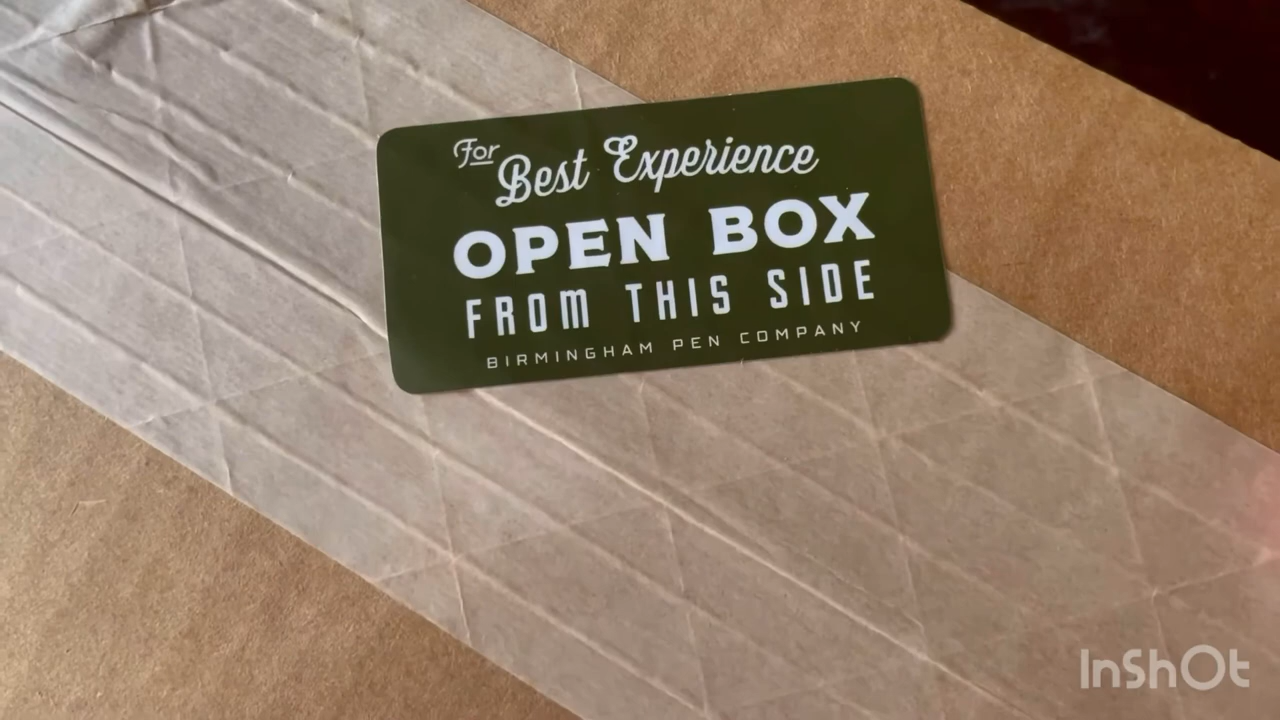 For
Best Experience
OPEN BOX
FROM THIS SIDE
BIRMINGHAM PEN COMPANY
InShOt